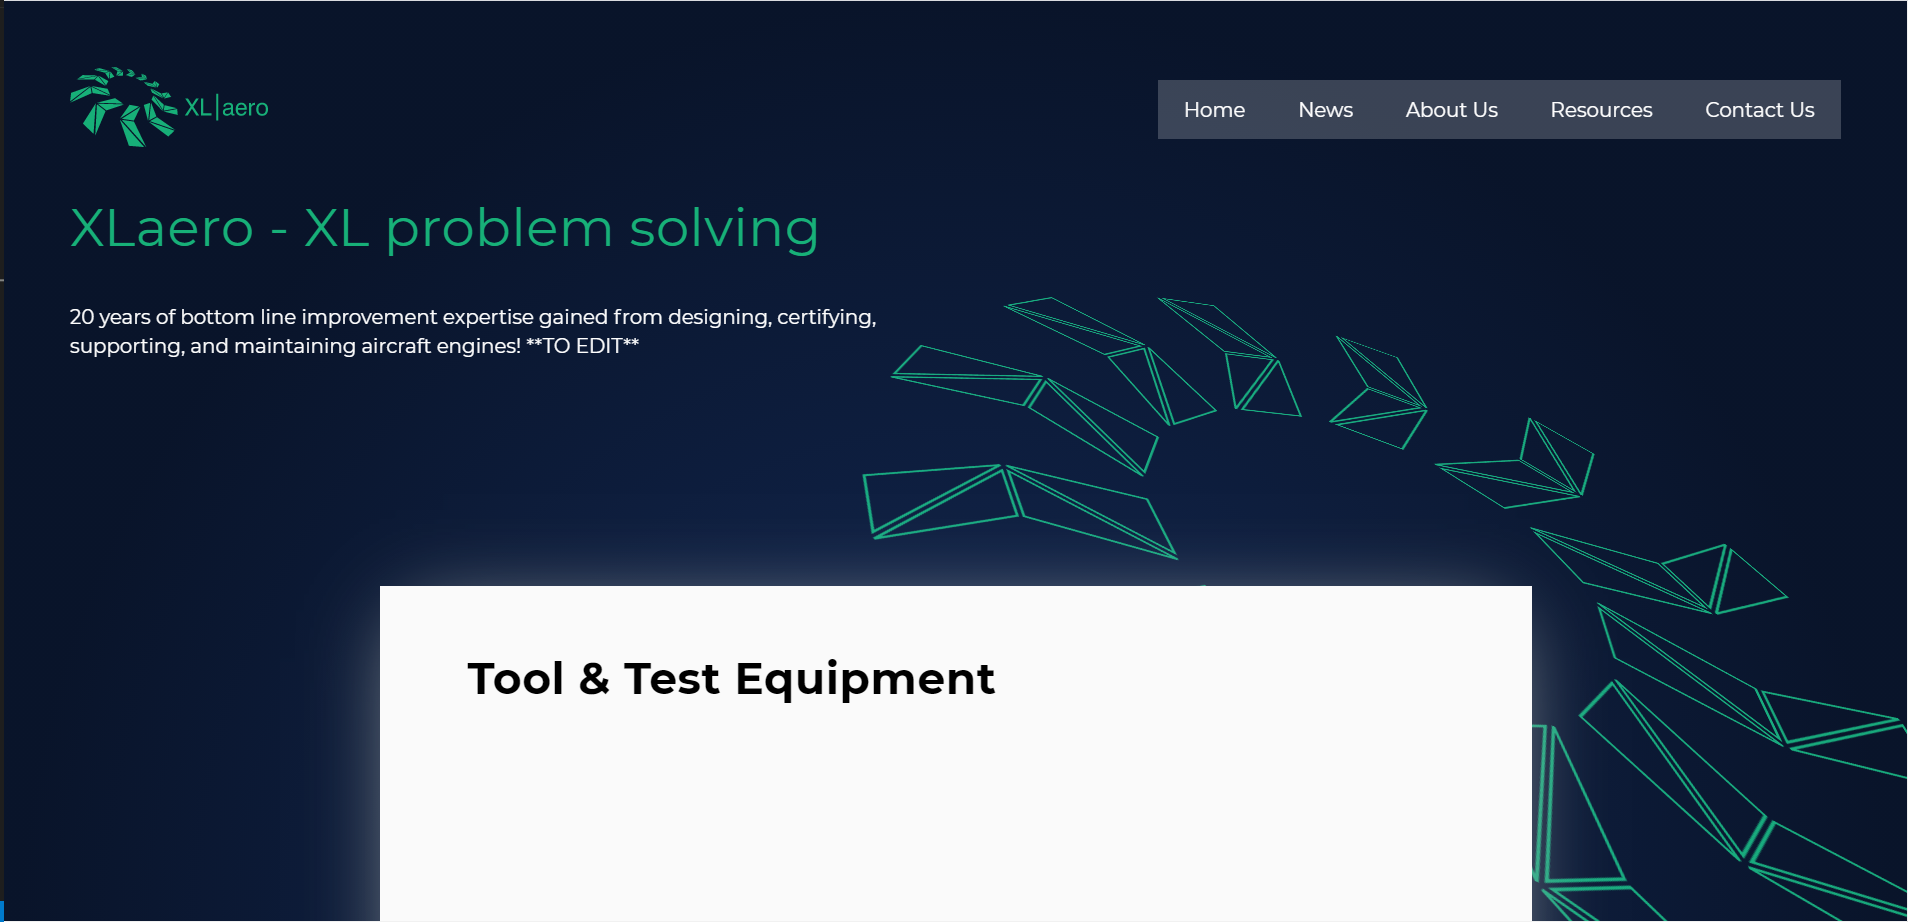 XL|aero
Home News About Us Resources Contact Us
XLaero - XL problem solving
20 years of bottom line improvement expertise gained from designing, certifying,
supporting, and maintaining aircraft engines! **TO EDIT**
Tool & Test Equipment